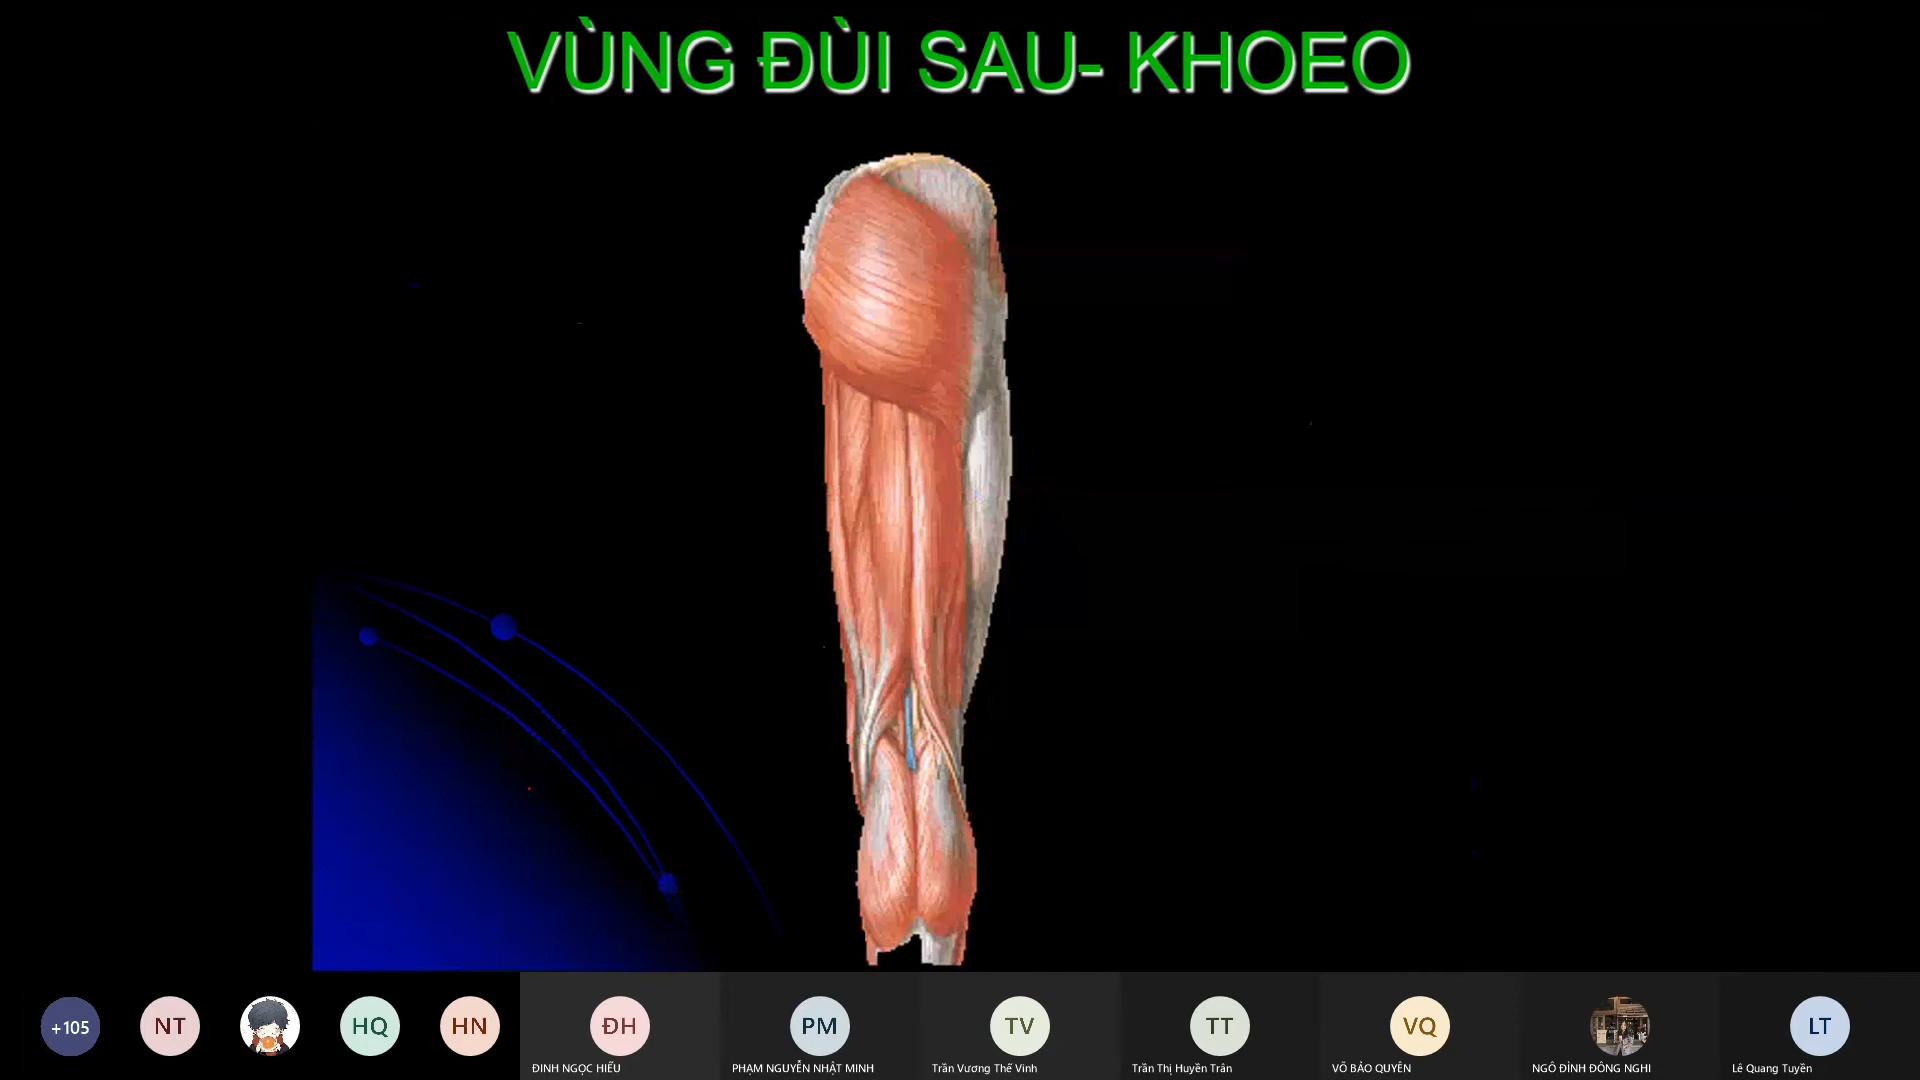 VÙNG ĐÙI SAU- KHOEO
+105
NT
HQ
HN
ĐH
PM
TV
TT
VQ
LT
ĐINH NGỌC HIẾU
PHẠM NGUYỄN NHẬT MINH
Trần Vương Thế Vinh
Trần Thị Huyền Trân
VÕ BẢO QUYÊN
NGÔ ĐÌNH ĐÔNG NGHI
Lê Quang Tuyền